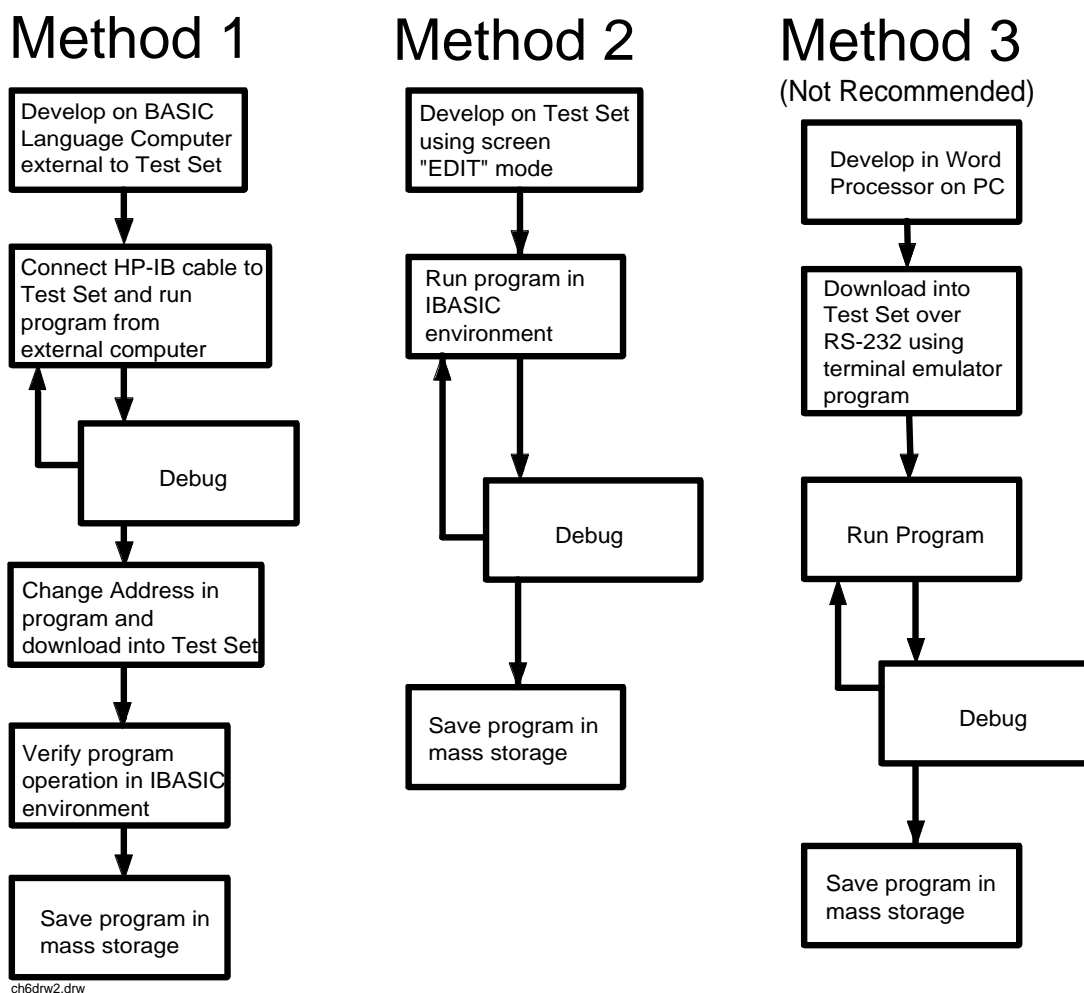 Method 1
Develop on BASIC
Language Computer
external to Test Set
Connect HP-IB cable to
Test Set and run
program from
external computer
Debug
Change Address in
program and
download into Test Set
Verify program
operation in IBASIC
environment
Save program in
mass storage
ch6drw2.drw
Method 2
Develop on Test Set
using screen
"EDIT" mode
Run program in
IBASIC
environment
Debug
Save program in
mass storage
Method 3
(Not Recommended)
Develop in Word
Processor on PC
Download into
Test Set over
RS-232 using
terminal emulator
program
Run Program
Debug
Save program in
mass storage